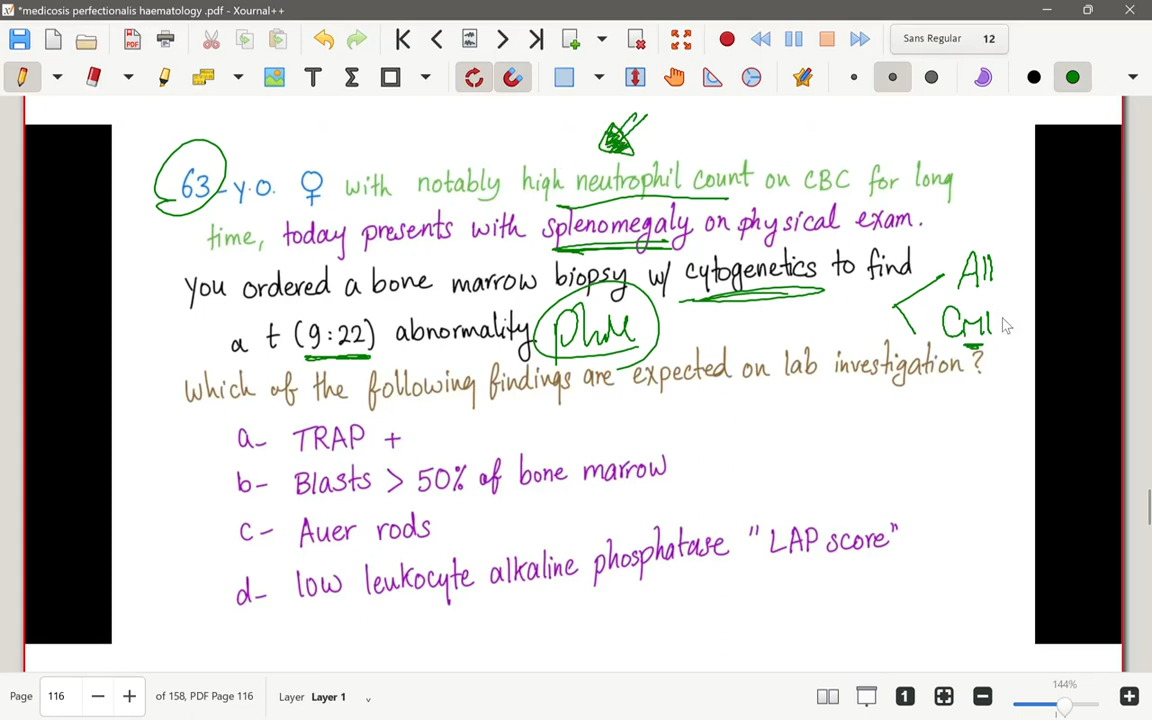 *medicosis perfectionalis haematology .pdf - Xournal++
Sans Regular 12
63-y.o. ♀ with notably high neutrophil count on CBC for long
time, today presents with splenomegaly on physical exam.
You ordered a bone marrow biopsy w/ cytogenetics to find
All
a t (9:22) abnormality
CMl
Which of the following findings are expected on lab investigation?
a- TRAP +
b- Blasts > 50% of bone marrow
c- Auer rods
d- low leukocyte alkaline phosphatase "LAP score"
144%
Page 116 of 158, PDF Page 116 Layer Layer 1